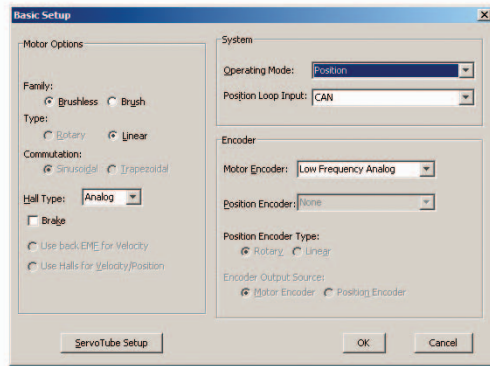 Basic Setup
Motor Options
Family:
Brushless Brush
Type:
Rotary Linear
Commutation:
Sinusoidal Trapezoidal
Hall Type: Analog
Brake
Use back EMF for Velocity
Use Halls for Velocity/Position
System
Operating Mode: Position
Position Loop Input: CAN
Encoder
Motor Encoder: Low Frequency Analog
Position Encoder: None
Position Encoder Type:
Rotary Linear
Encoder Output Source:
Motor Encoder Position Encoder
ServoTube Setup
OK Cancel